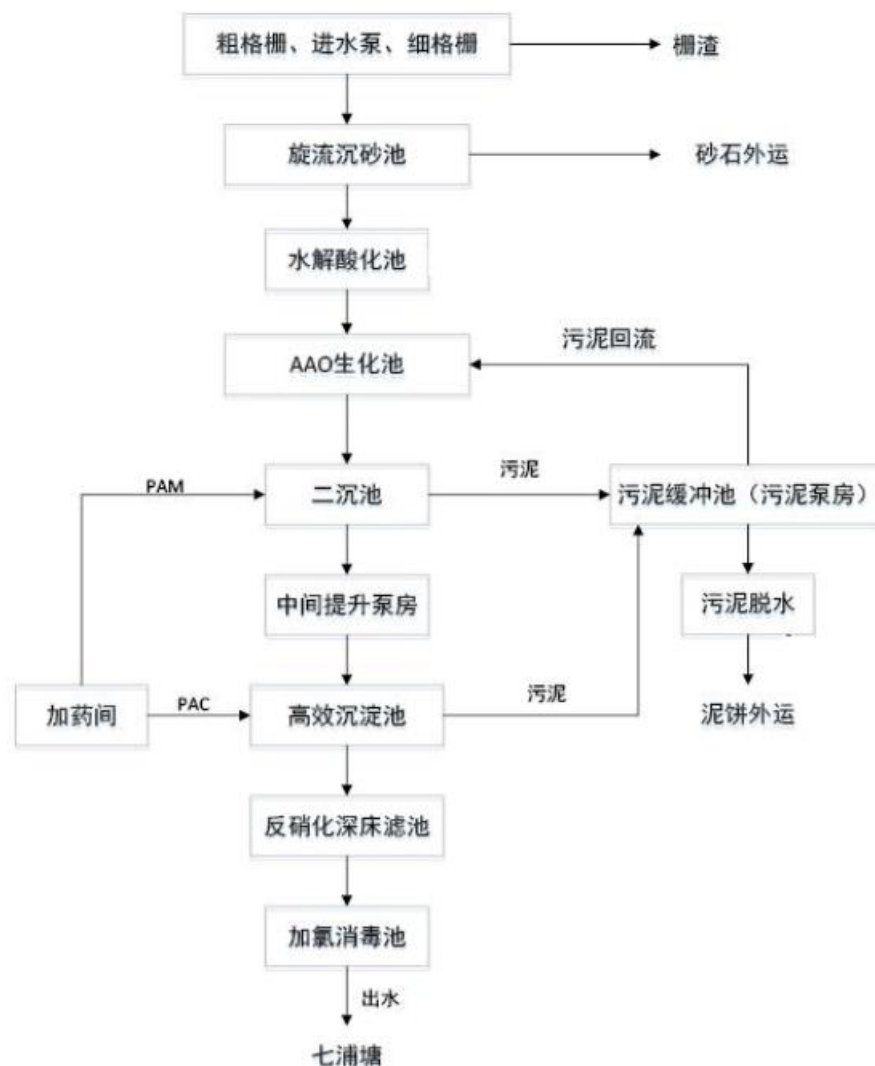 粗格栅、进水泵、细格栅
栅渣
旋流沉砂池
砂石外运
水解酸化池
污泥回流
AAO生化池
PAM
二沉池
污泥
污泥缓冲池（污泥泵房）
中间提升泵房
污泥脱水
加药间
PAC
高效沉淀池
污泥
泥饼外运
反硝化深床滤池
加氯消毒池
出水
七浦塘